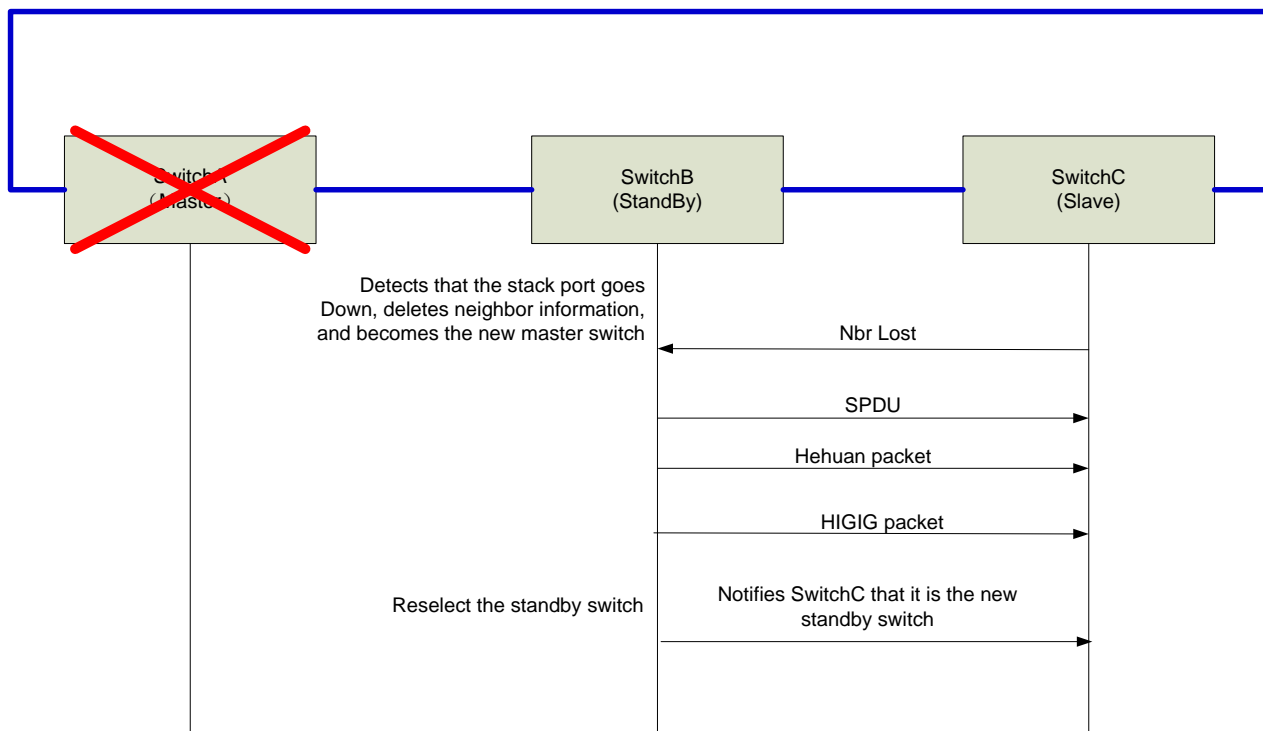 SwitchA
（Master）
SwitchB
(StandBy)
SwitchC
(Slave)
Detects that the stack port goes
Down, deletes neighbor information,
and becomes the new master switch
Nbr Lost
SPDU
Hehuan packet
HIGIG packet
Reselect the standby switch
Notifies SwitchC that it is the new
standby switch